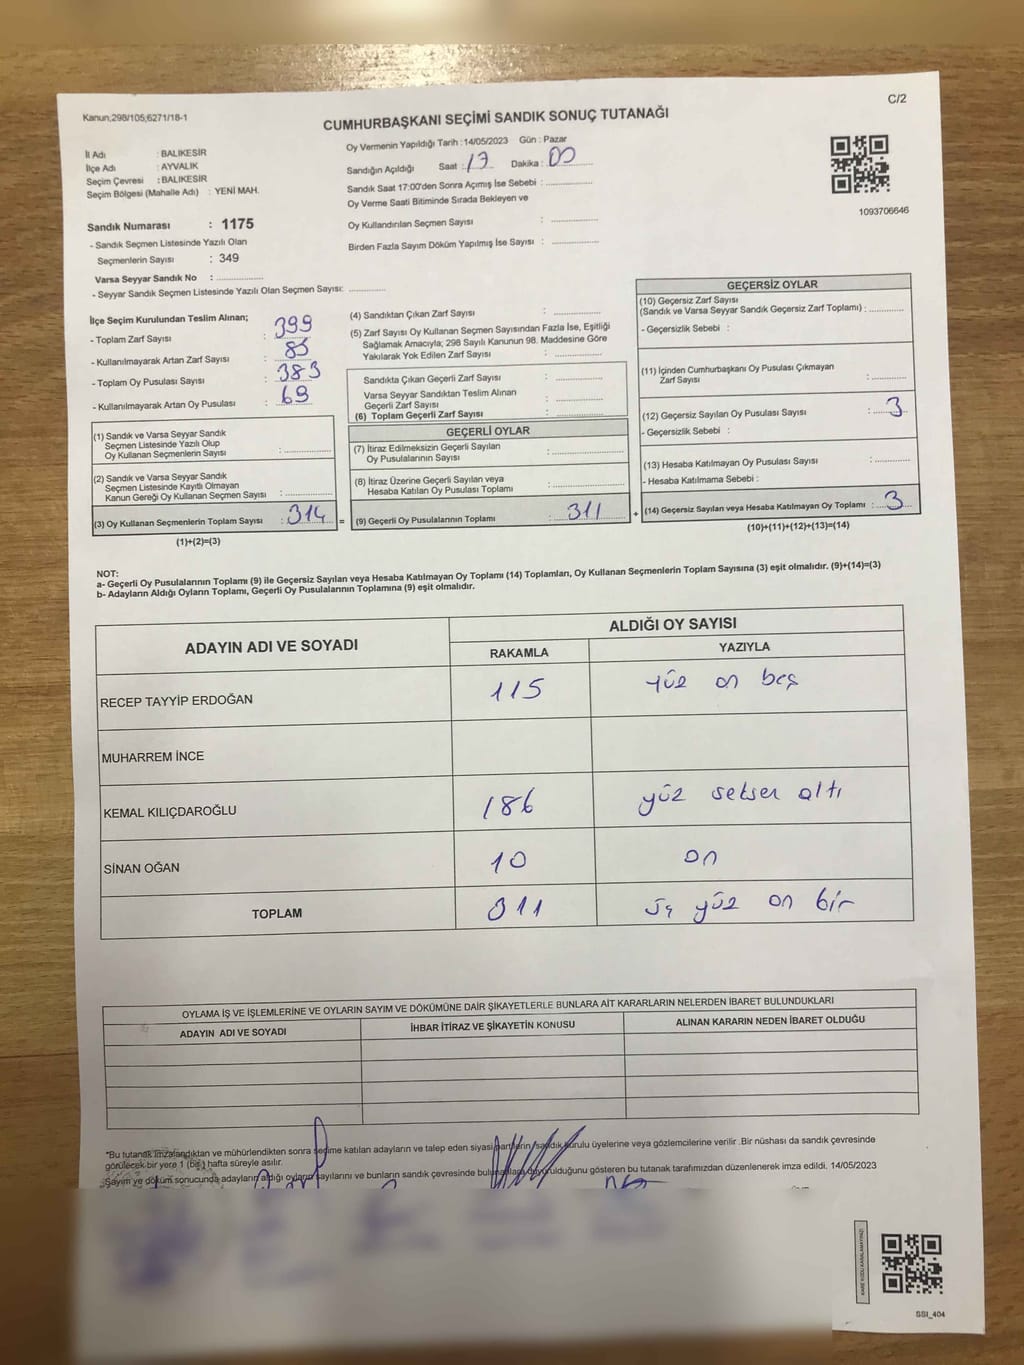 C/2
Kanun;298/105;6271/18-1
CUMHURBAŞKANI SEÇİMİ SANDIK SONUÇ TUTANAĞI
İl Adı : BALIKESİR
İlçe Adı : AYVALIK
Seçim Çevresi : BALIKESİR
Seçim Bölgesi (Mahalle Adı) : YENİ MAH.
Sandık Numarası : 1175
- Sandık Seçmen Listesinde Yazılı Olan
Seçmenlerin Sayısı : 349
Varsa Seyyar Sandık No :
- Seyyar Sandık Seçmen Listesinde Yazılı Olan Seçmen Sayısı:
Oy Vermenin Yapıldığı Tarih : 14/05/2023 Gün : Pazar
Sandığın Açıldığı Saat : 17 Dakika : 00
Sandık Saat 17:00'den Sonra Açımış İse Sebebi :
Oy Verme Saati Bitiminde Sırada Bekleyen ve
Oy Kullandırılan Seçmen Sayısı :
Birden Fazla Sayım Döküm Yapılmış İse Sayısı :
1093706646
İlçe Seçim Kurulundan Teslim Alınan;
- Toplam Zarf Sayısı : 399
- Kullanılmayarak Artan Zarf Sayısı : 85
- Toplam Oy Pusulası Sayısı : 383
- Kullanılmayarak Artan Oy Pusulası : 69
(1) Sandık ve Varsa Seyyar Sandık
Seçmen Listesinde Yazılı Olup
Oy Kullanan Seçmenlerin Sayısı :
(2) Sandık ve Varsa Seyyar Sandık
Seçmen Listesinde Kayıtlı Olmayan
Kanun Gereği Oy Kullanan Seçmen Sayısı :
(3) Oy Kullanan Seçmenlerin Toplam Sayısı : 314 =
(1)+(2)=(3)
(4) Sandıktan Çıkan Zarf Sayısı :
(5) Zarf Sayısı Oy Kullanan Seçmen Sayısından Fazla İse, Eşitliği
Sağlamak Amacıyla; 298 Sayılı Kanunun 98. Maddesine Göre
Yakılarak Yok Edilen Zarf Sayısı :
Sandıkta Çıkan Geçerli Zarf Sayısı :
Varsa Seyyar Sandıktan Teslim Alınan
Geçerli Zarf Sayısı :
(6) Toplam Geçerli Zarf Sayısı :
GEÇERLİ OYLAR
(7) İtiraz Edilmeksizin Geçerli Sayılan
Oy Pusulalarının Sayısı :
(8) İtiraz Üzerine Geçerli Sayılan veya
Hesaba Katılan Oy Pusulası Toplamı :
(9) Geçerli Oy Pusulalarının Toplamı : 311 +
GEÇERSİZ OYLAR
(10) Geçersiz Zarf Sayısı
(Sandık ve Varsa Seyyar Sandık Geçersiz Zarf Toplamı) :
- Geçersizlik Sebebi :
(11) İçinden Cumhurbaşkanı Oy Pusulası Çıkmayan
Zarf Sayısı :
(12) Geçersiz Sayılan Oy Pusulası Sayısı : 3
- Geçersizlik Sebebi :
(13) Hesaba Katılmayan Oy Pusulası Sayısı :
- Hesaba Katılmama Sebebi :
(14) Geçersiz Sayılan veya Hesaba Katılmayan Oy Toplamı : 3
(10)+(11)+(12)+(13)=(14)
NOT:
a- Geçerli Oy Pusulalarının Toplamı (9) ile Geçersiz Sayılan veya Hesaba Katılmayan Oy Toplamı (14) Toplamları, Oy Kullanan Seçmenlerin Toplam Sayısına (3) eşit olmalıdır. (9)+(14)=(3)
b- Adayların Aldığı Oyların Toplamı, Geçerli Oy Pusulalarının Toplamına (9) eşit olmalıdır.
ADAYIN ADI VE SOYADI ALDIĞI OY SAYISI
RAKAMLA YAZIYLA
RECEP TAYYİP ERDOĞAN 115 yüz on beş
MUHARREM İNCE
KEMAL KILIÇDAROĞLU 186 yüz seksen altı
SİNAN OĞAN 10 on
TOPLAM 311 üç yüz on bir
OYLAMA İŞ VE İŞLEMLERİNE VE OYLARIN SAYIM VE DÖKÜMÜNE DAİR ŞİKAYETLERLE BUNLARA AİT KARARLARIN NELERDEN İBARET BULUNDUKLARI
ADAYIN ADI VE SOYADI İHBAR İTİRAZ VE ŞİKAYETİN KONUSU ALINAN KARARIN NEDEN İBARET OLDUĞU
*Bu tutanak imzalandıktan ve mühürlendikten sonra seçime katılan adayların ve talep eden siyasi partilerin sandık kurulu üyelerine veya gözlemcilerine verilir .Bir nüshası da sandık çevresinde
görülecek bir yere 1 (bir) hafta süreyle asılır.
Sayım ve döküm sonucunda adayların aldığı oyların sayılarını ve bunların sandık çevresinde duyurulduğunu gösteren bu tutanak tarafımızdan düzenlenerek imza edildi. 14/05/2023
KARE KODU KARALAMAYINIZ!
SSI_404